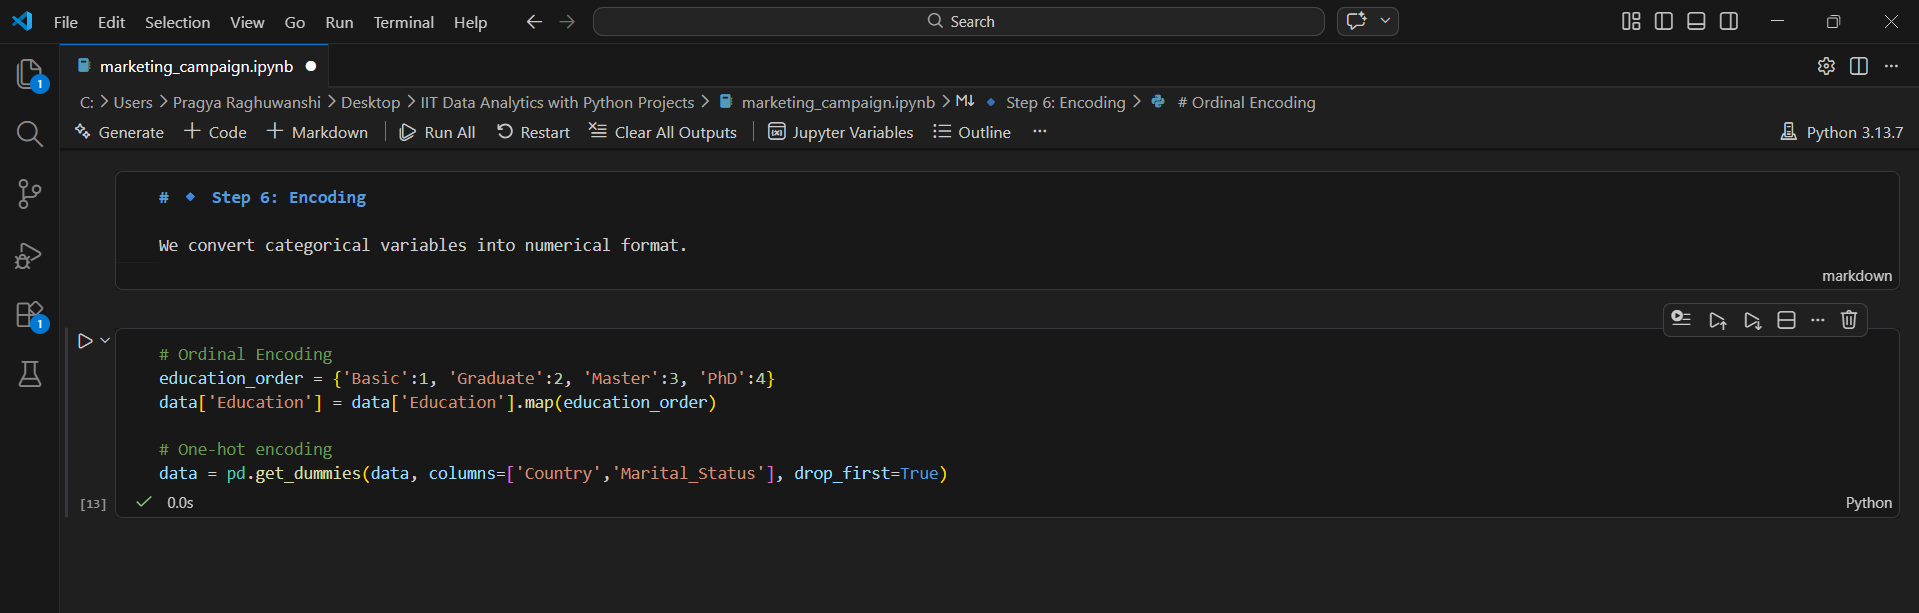 File Edit Selection View Go Run Terminal Help Search
marketing_campaign.ipynb
C: > Users > Pragya Raghuwanshi > Desktop > IIT Data Analytics with Python Projects > marketing_campaign.ipynb > M↓ Step 6: Encoding > # Ordinal Encoding
Generate + Code + Markdown Run All Restart Clear All Outputs Jupyter Variables Outline ... Python 3.13.7
# 🔹 Step 6: Encoding
We convert categorical variables into numerical format.
markdown
# Ordinal Encoding
education_order = {'Basic':1, 'Graduate':2, 'Master':3, 'PhD':4}
data['Education'] = data['Education'].map(education_order)
# One-hot encoding
data = pd.get_dummies(data, columns=['Country','Marital_Status'], drop_first=True)
[13] ✓ 0.0s Python
1
1